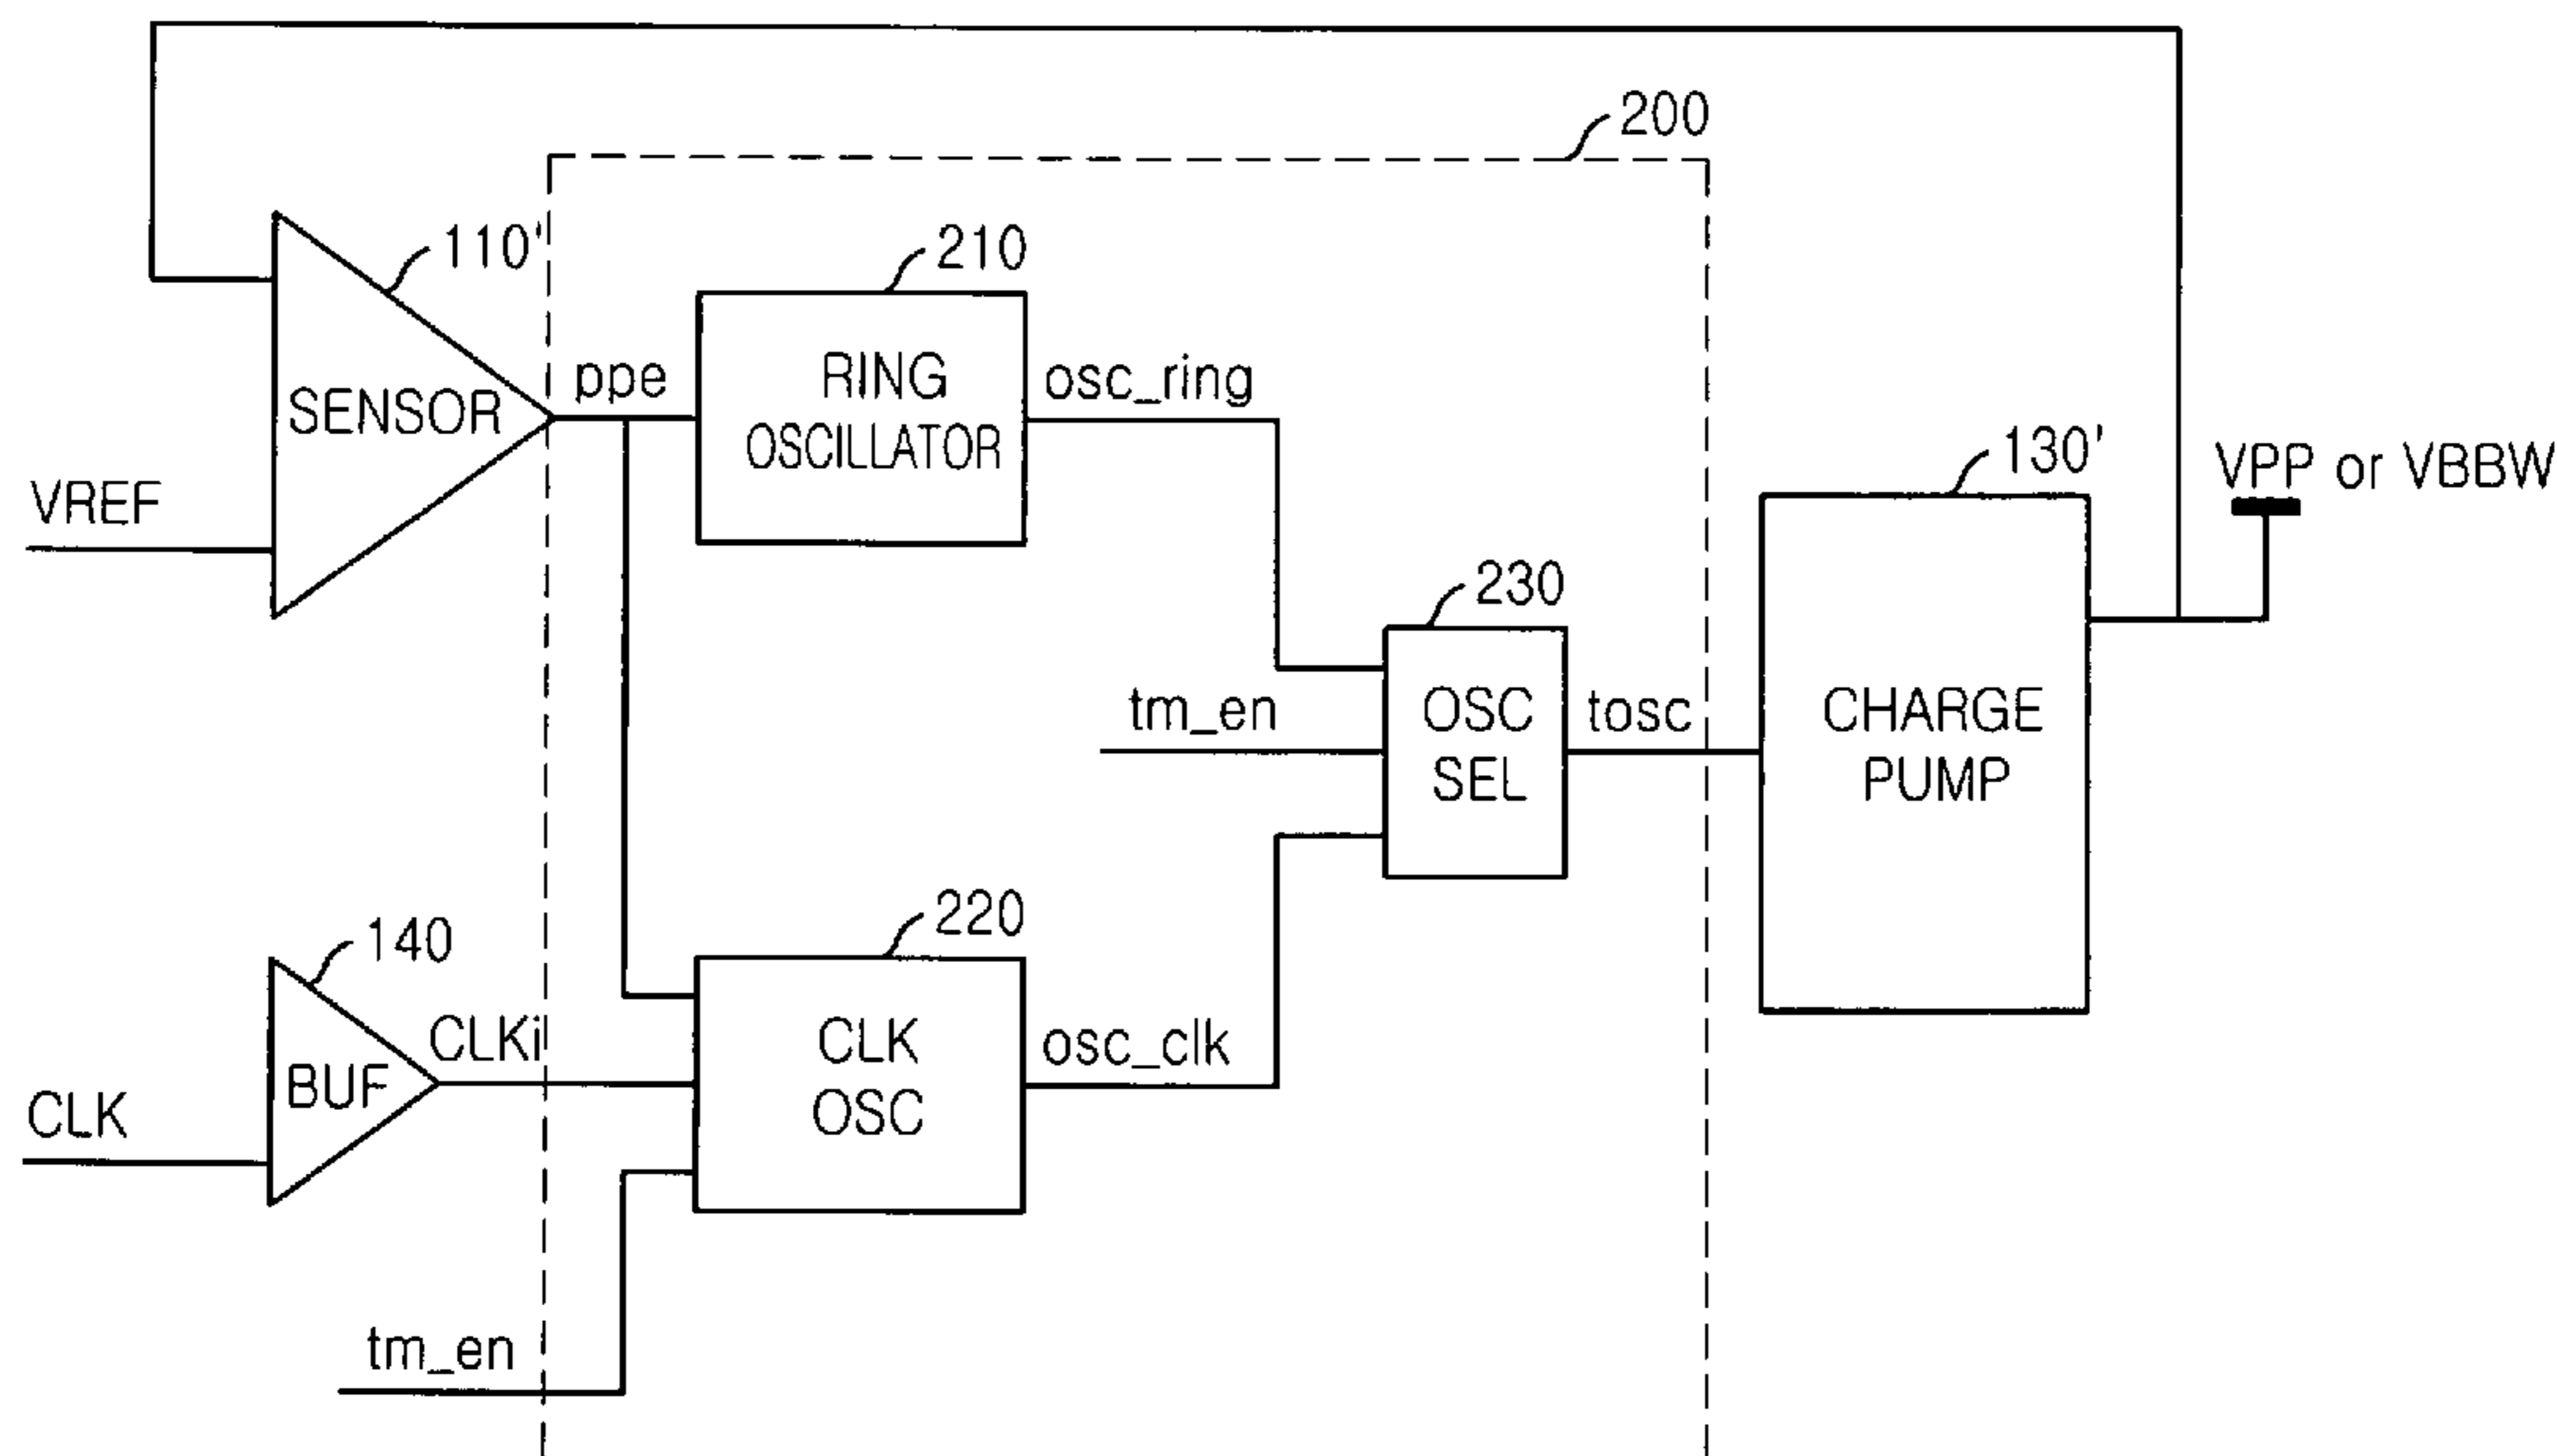 200
110'
210
ppe
RING
OSCILLATOR
osc_ring
SENSOR
VREF
130'
VPP or VBBW
230
tm_en
OSC
SEL
tosc
CHARGE
PUMP
140
220
CLKi
BUF
CLK
CLK
OSC
osc_clk
tm_en